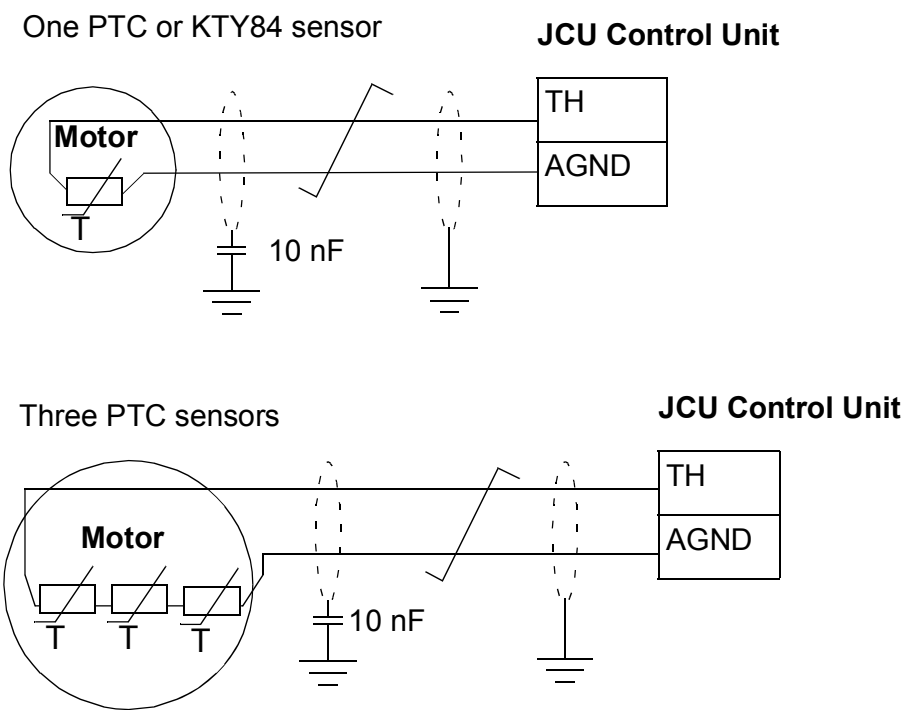 One PTC or KTY84 sensor
JCU Control Unit
TH
Motor
AGND
T
10 nF
Three PTC sensors
JCU Control Unit
TH
Motor
AGND
T T T
10 nF